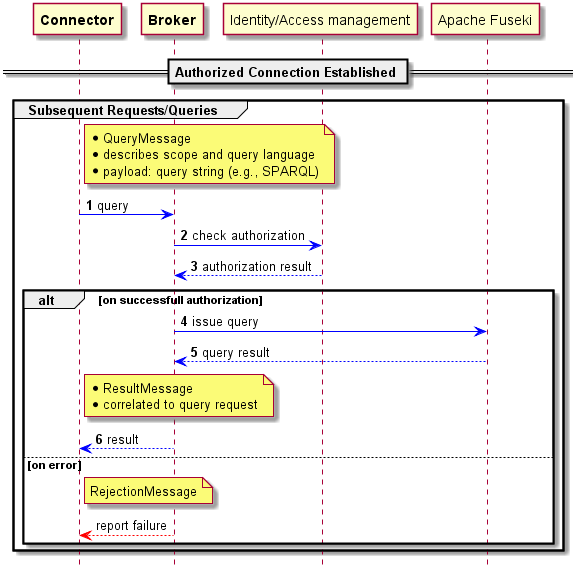 Connector
Broker
Identity/Access management
Apache Fuseki
Authorized Connection Established
Subsequent Requests/Queries
• QueryMessage
• describes scope and query language
• payload: query string (e.g., SPARQL)
1 query
2 check authorization
3 authorization result
alt [on successfull authorization]
4 issue query
5 query result
• ResultMessage
• correlated to query request
6 result
[on error]
RejectionMessage
report failure